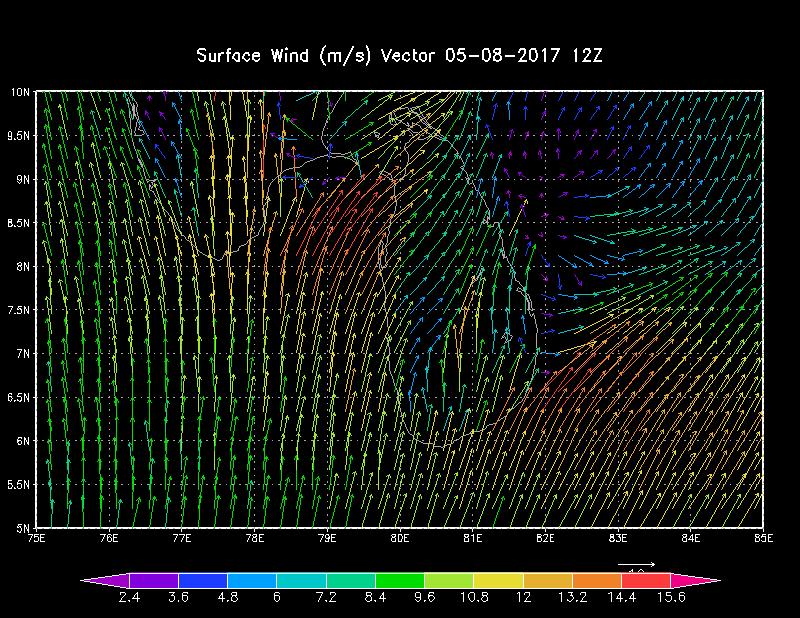 Surface Wind (m/s) Vector 05-08-2017 12Z
10N
9.5N
9N
8.5N
8N
7.5N
7N
6.5N
6N
5.5N
5N
75E 76E 77E 78E 79E 80E 81E 82E 83E 84E 85E
2.4 3.6 4.8 6 7.2 8.4 9.6 10.8 12 13.2 14.4 15.6